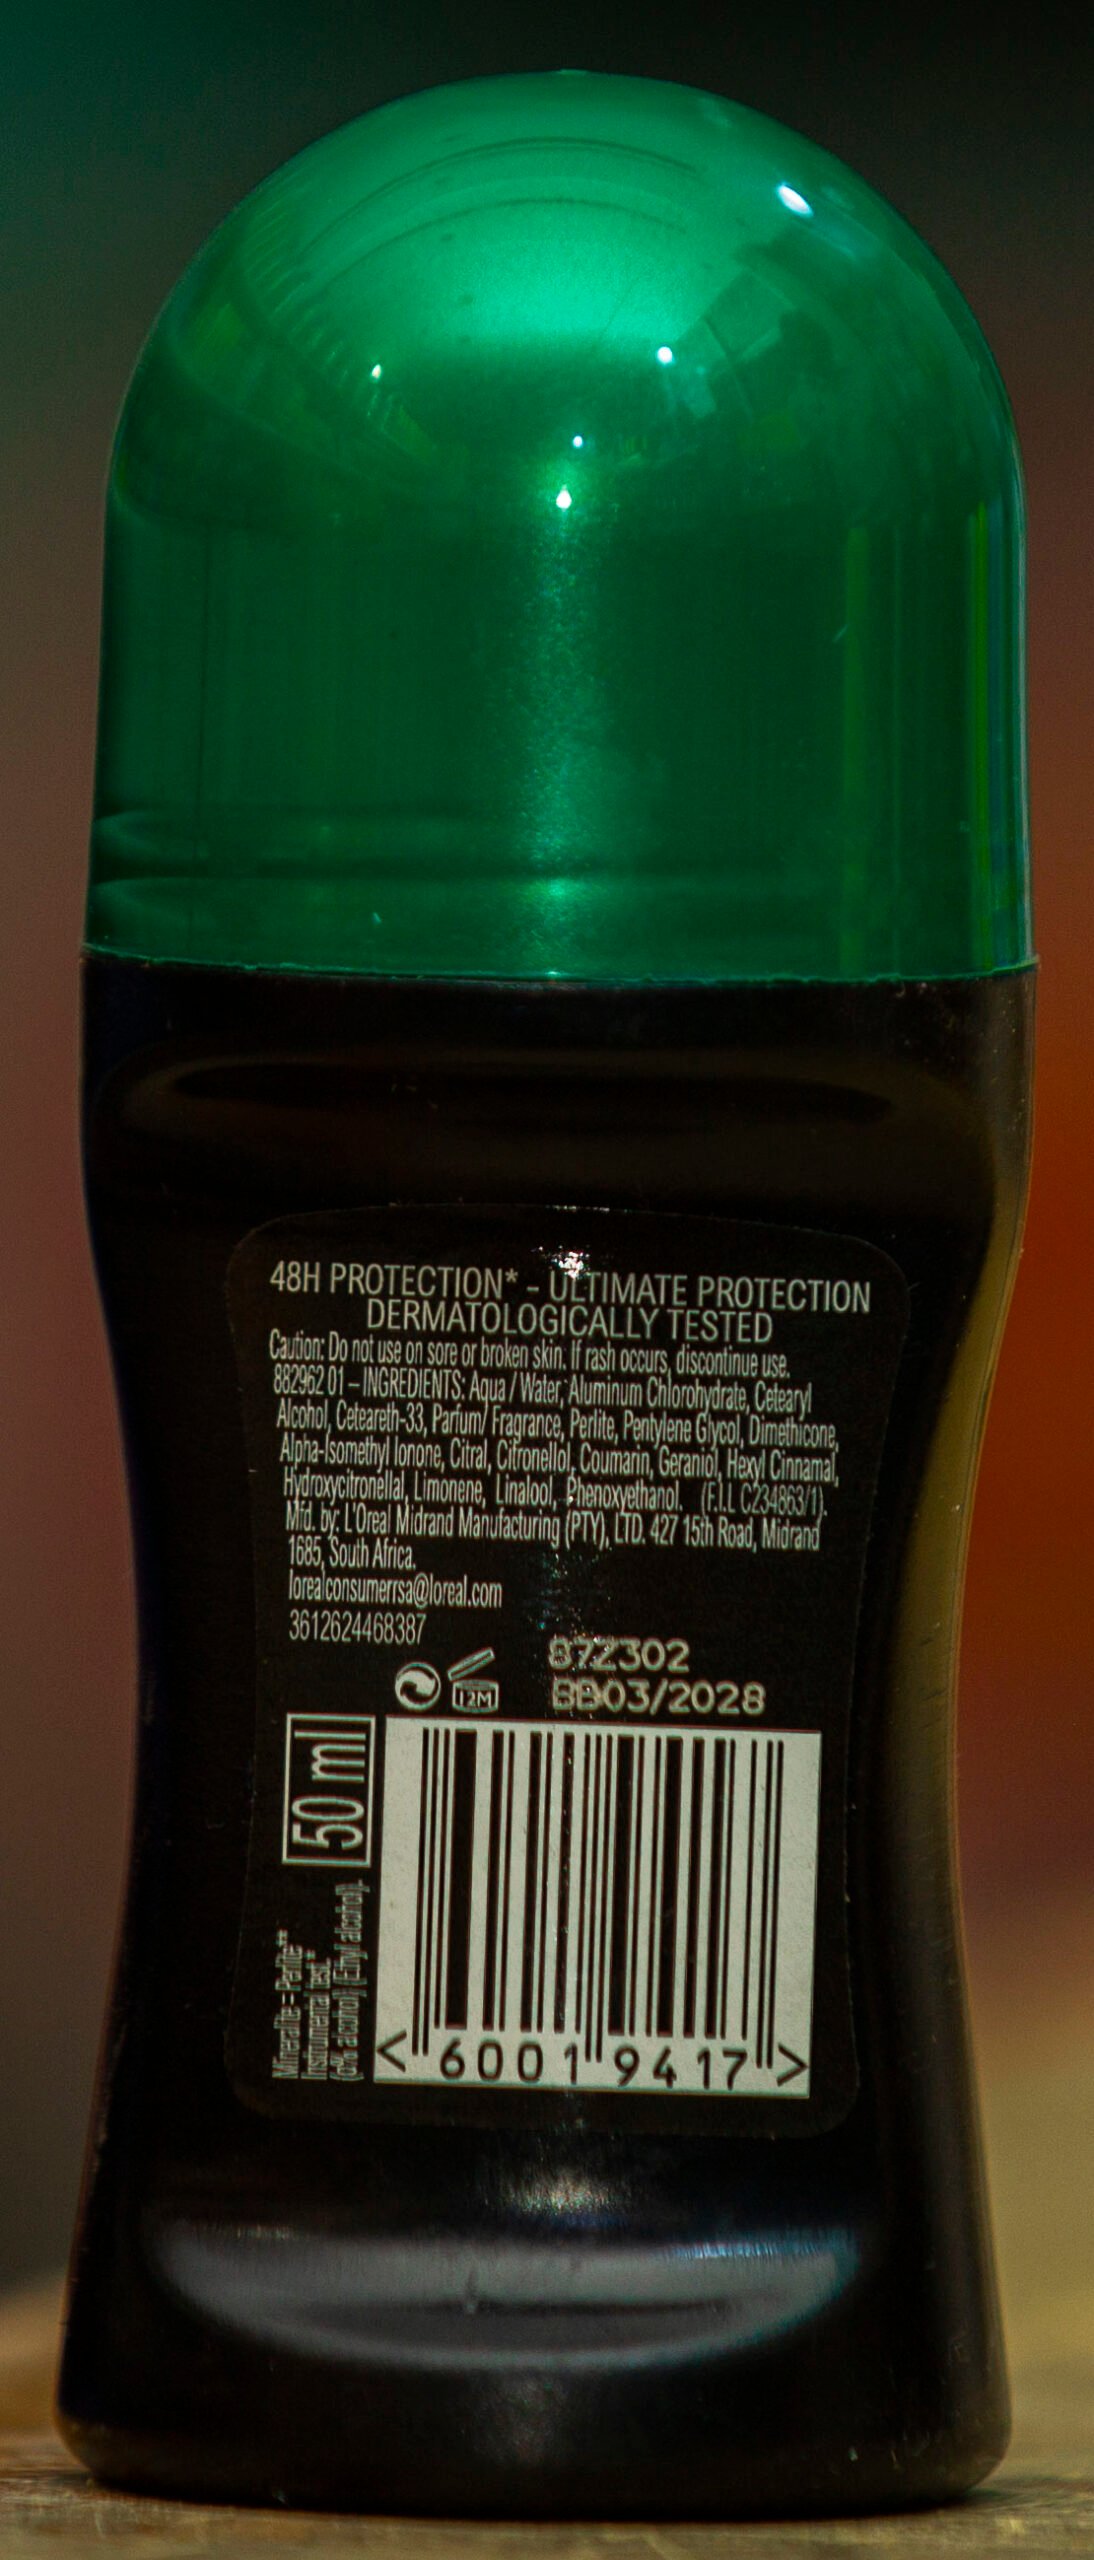 48H PROTECTION* – ULTIMATE PROTECTION
DERMATOLOGICALLY TESTED
Caution: Do not use on sore or broken skin. If rash occurs, discontinue use.
882962 01 – INGREDIENTS: Aqua / Water, Aluminum Chlorohydrate, Cetearyl
Alcohol, Ceteareth-33, Parfum/ Fragrance, Perlite, Pentylene Glycol, Dimethicone,
Alpha-Isomethyl Ionone, Citral, Citronellol, Coumarin, Geraniol, Hexyl Cinnamal,
Hydroxycitronellal, Limonene, Linalool, Phenoxyethanol. (F.I.L C234863/1).
Mfd. by: L'Oreal Midrand Manufacturing (PTY), LTD. 427 15th Road, Midrand
1685, South Africa.
lorealconsumerrsa@loreal.com
3612624468387
87Z302
12M
BB03/2028
50 ml
Mineralite = Perlite**
Instrumental test.*
(0% alcohol) (Ethyl alcohol).
< 6001 9417 >